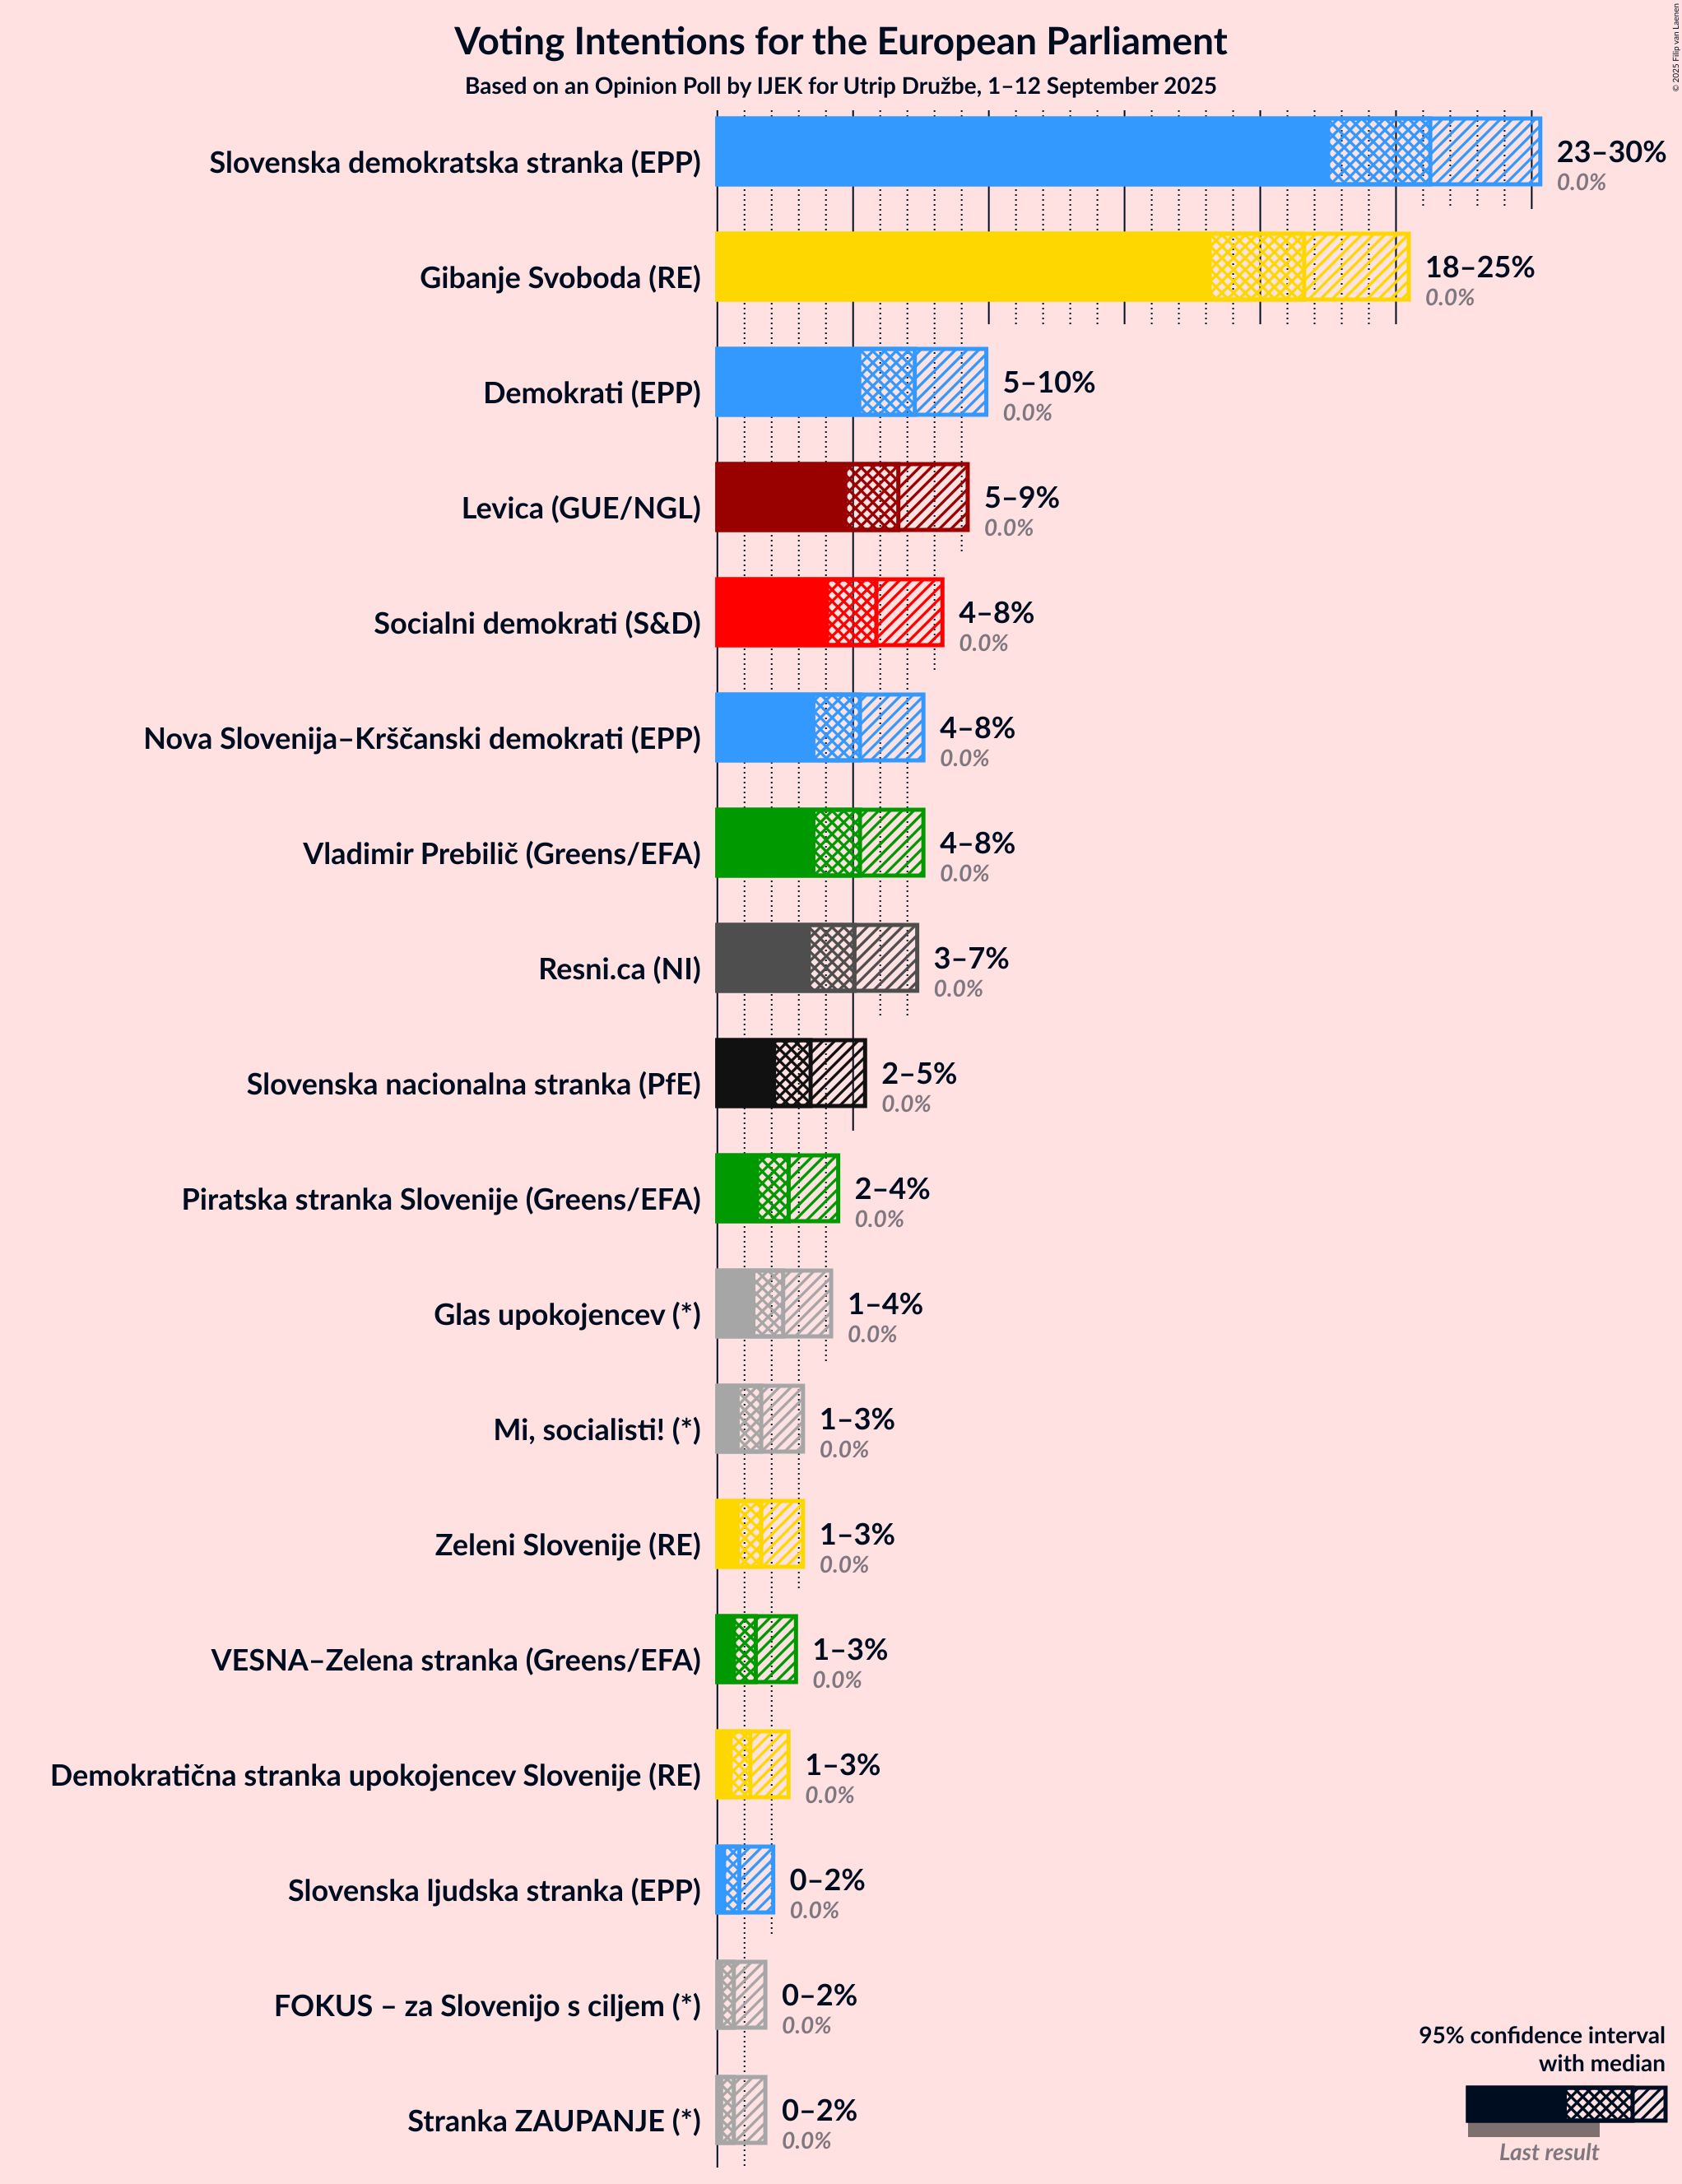 Voting Intentions for the European Parliament
Based on an Opinion Poll by IJEK for Utrip Družbe, 1–12 September 2025
© 2025 Filip van Laenen
Slovenska demokratska stranka (EPP)
23–30%
0.0%
Gibanje Svoboda (RE)
18–25%
0.0%
Demokrati (EPP)
5–10%
0.0%
Levica (GUE/NGL)
5–9%
0.0%
Socialni demokrati (S&D)
4–8%
0.0%
Nova Slovenija–Krščanski demokrati (EPP)
4–8%
0.0%
Vladimir Prebilič (Greens/EFA)
4–8%
0.0%
Resni.ca (NI)
3–7%
0.0%
Slovenska nacionalna stranka (PfE)
2–5%
0.0%
Piratska stranka Slovenije (Greens/EFA)
2–4%
0.0%
Glas upokojencev (*)
1–4%
0.0%
Mi, socialisti! (*)
1–3%
0.0%
Zeleni Slovenije (RE)
1–3%
0.0%
VESNA–Zelena stranka (Greens/EFA)
1–3%
0.0%
Demokratična stranka upokojencev Slovenije (RE)
1–3%
0.0%
Slovenska ljudska stranka (EPP)
0–2%
0.0%
FOKUS – za Slovenijo s ciljem (*)
0–2%
0.0%
Stranka ZAUPANJE (*)
0–2%
0.0%
95% confidence interval
with median
Last result